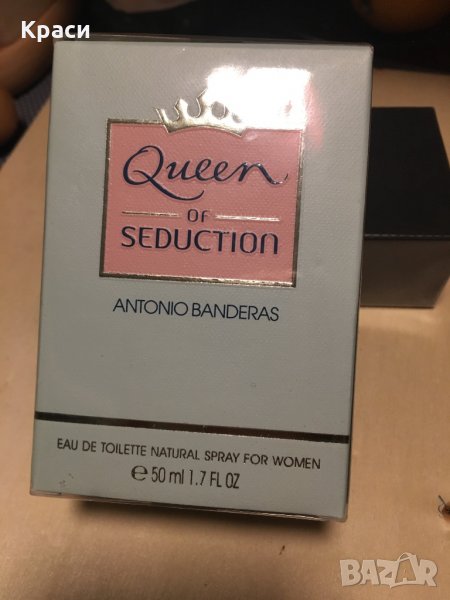 Краси
Queen
OF
SEDUCTION
ANTONIO BANDERAS
EAU DE TOILETTE NATURAL SPRAY FOR WOMEN
℮ 50 ml 1.7 FL OZ
BAZAR